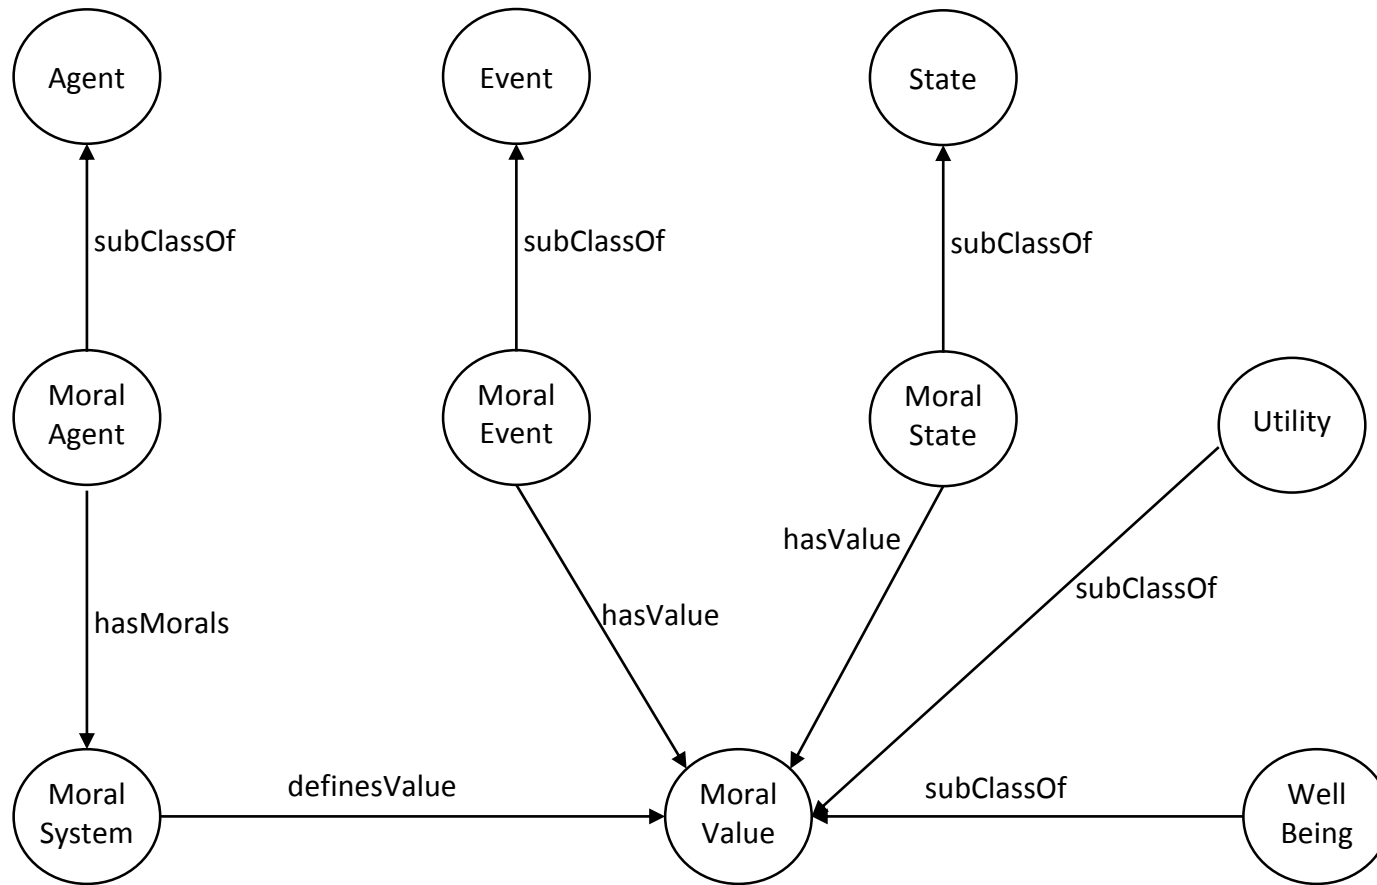 Agent
Event
State
subClassOf
subClassOf
subClassOf
Moral
Agent
Moral
Event
Moral
State
Utility
hasValue
subClassOf
hasMorals
hasValue
definesValue
subClassOf
Moral
System
Moral
Value
Well
Being